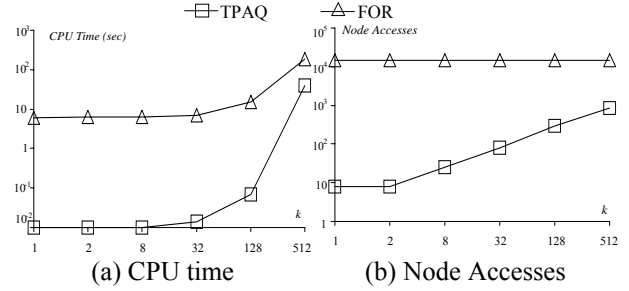 TPAQ FOR
CPU Time (sec)
10³
10²
10
1
10⁻¹
10⁻²
k
1 2 8 32 128 512
(a) CPU time
Node Accesses
10⁵
10⁴
10³
10²
10¹
1
k
1 2 8 32 128 512
(b) Node Accesses